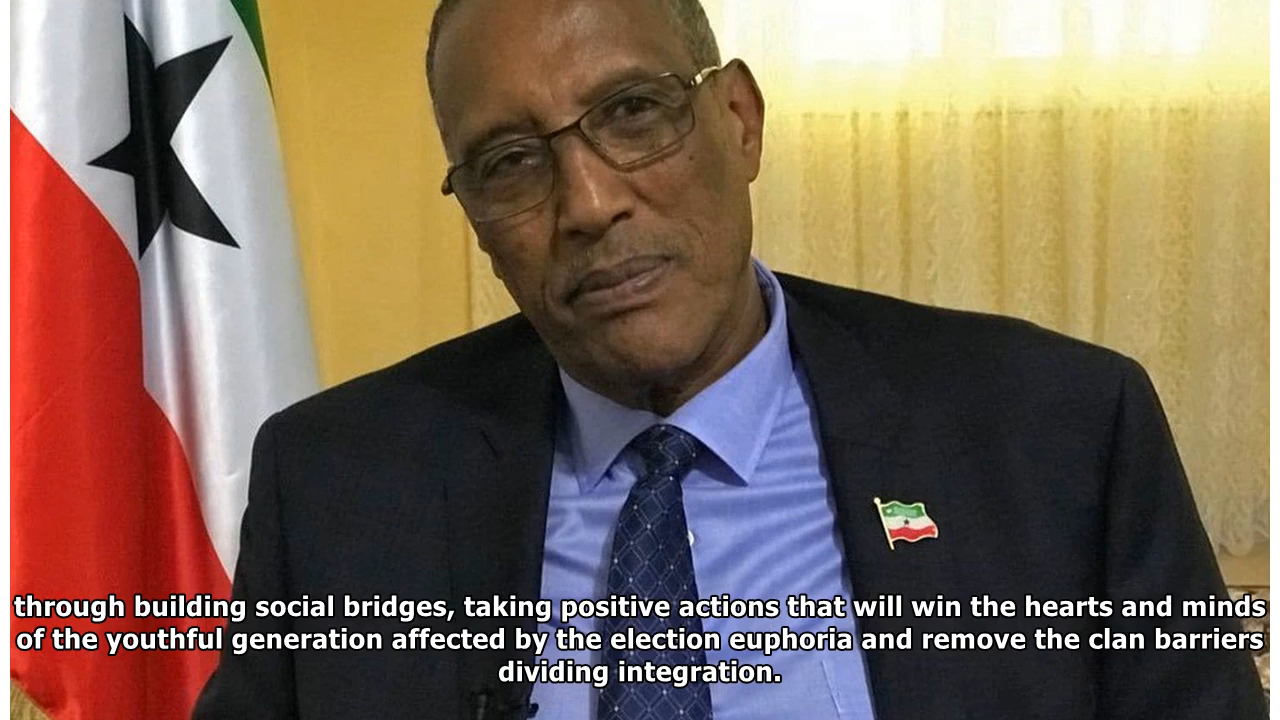 through building social bridges, taking positive actions that will win the hearts and minds
of the youthful generation affected by the election euphoria and remove the clan barriers
dividing integration.